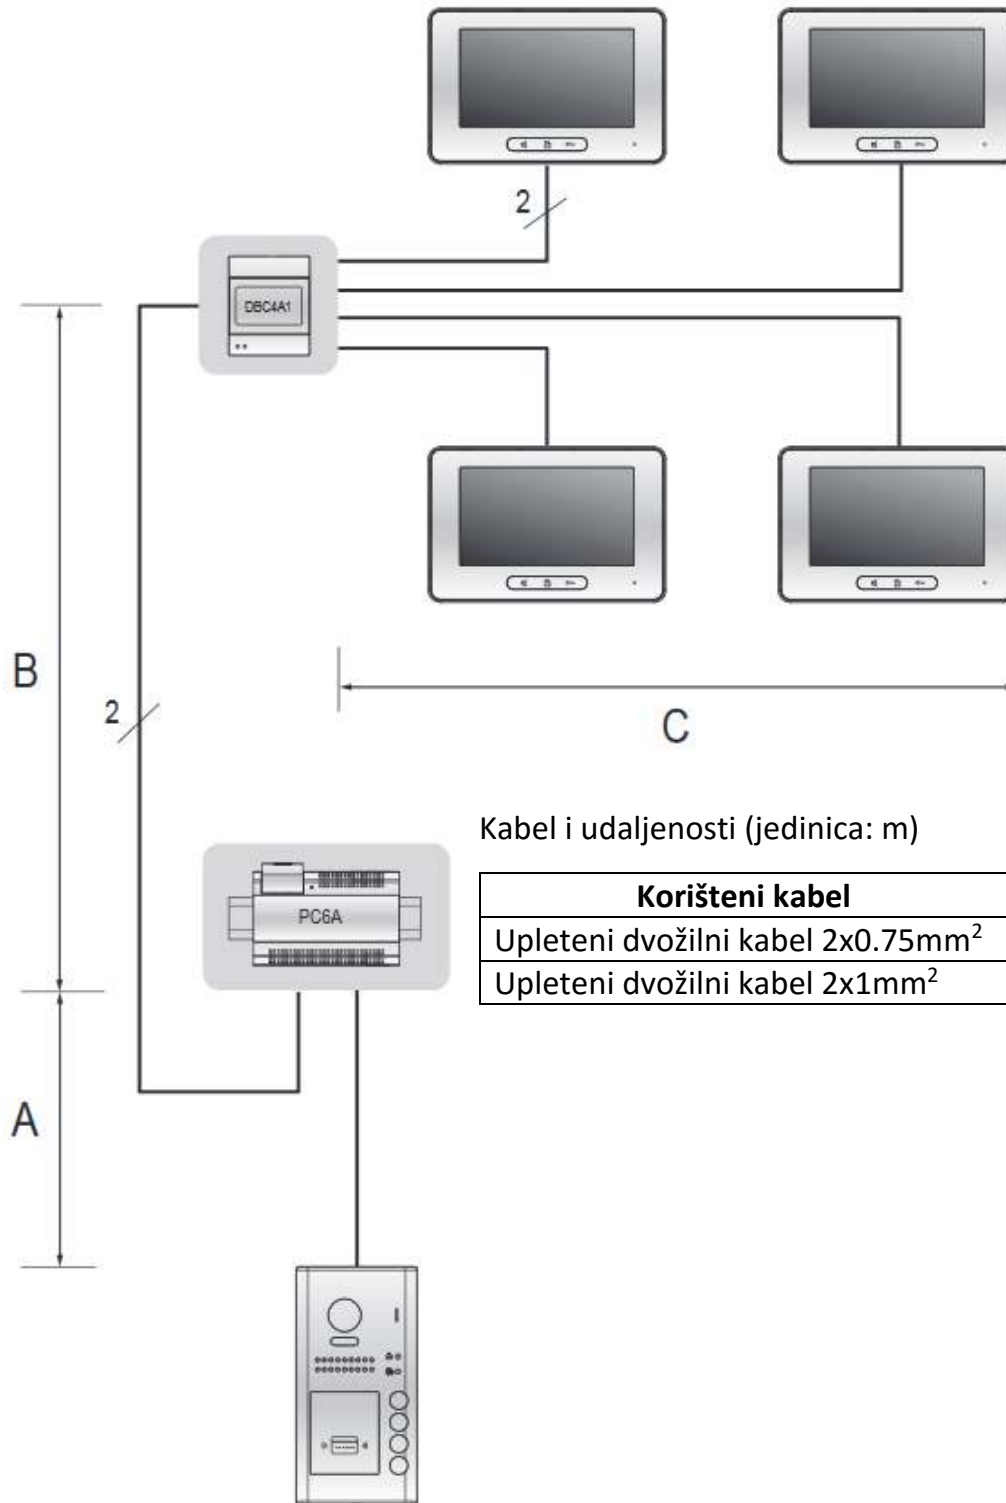 2
DBC4A1
B
2
C
Kabel i udaljenosti (jedinica: m)
Korišteni kabel
PC6A
Upleteni dvožilni kabel 2x0.75mm²
Upleteni dvožilni kabel 2x1mm²
A